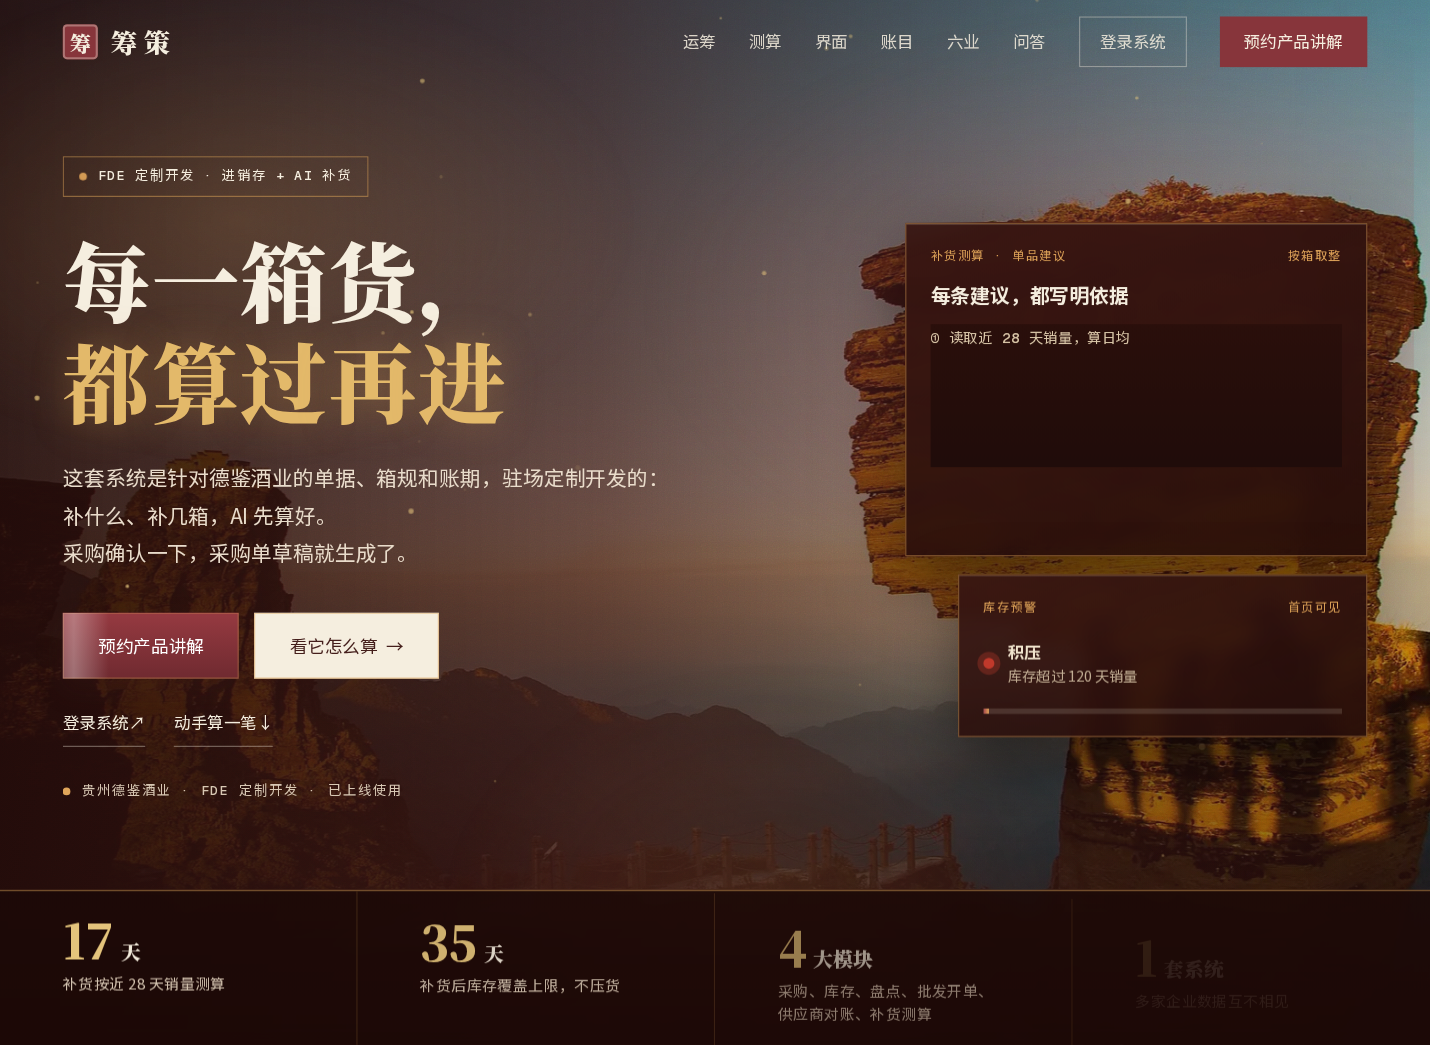 筹 筹策
运筹 测算 界面 账目 六业 问答 登录系统 预约产品讲解
FDE 定制开发 · 进销存 + AI 补货
每一箱货，
都算过再进
这套系统是针对德鉴酒业的单据、箱规和账期，驻场定制开发的：
补什么、补几箱，AI 先算好。
采购确认一下，采购单草稿就生成了。
预约产品讲解 看它怎么算 →
登录系统↗ 动手算一笔↓
贵州德鉴酒业 · FDE 定制开发 · 已上线使用
补货测算 · 单品建议 按箱取整
每条建议，都写明依据
① 读取近 28 天销量，算日均
库存预警 首页可见
积压
库存超过 120 天销量
17 天
补货按近 28 天销量测算
35 天
补货后库存覆盖上限，不压货
4 大模块
采购、库存、盘点、批发开单、
供应商对账、补货测算
1 套系统
多家企业数据互不相见